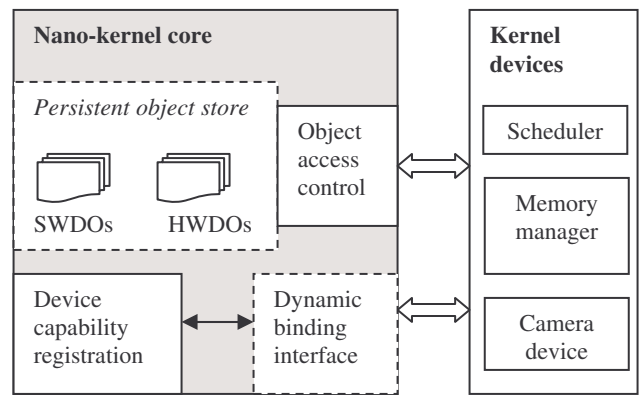 Nano-kernel core
Persistent object store
SWDOs
HWDOs
Object
access
control
Device
capability
registration
Dynamic
binding
interface
Kernel
devices
Scheduler
Memory
manager
Camera
device